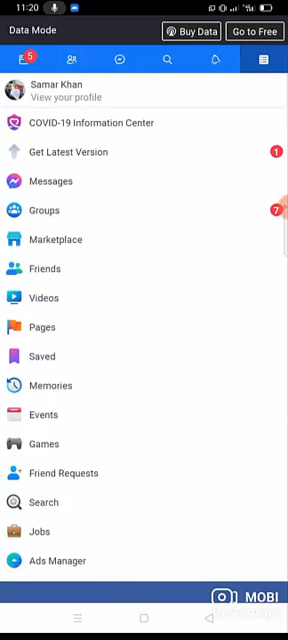 11:20
Data Mode
Buy Data
Go to Free
5
Samar Khan
View your profile
COVID-19 Information Center
Get Latest Version
1
Messages
Groups
7
Marketplace
Friends
Videos
Pages
Saved
Memories
Events
Games
Friend Requests
Search
Jobs
Ads Manager
MOBI